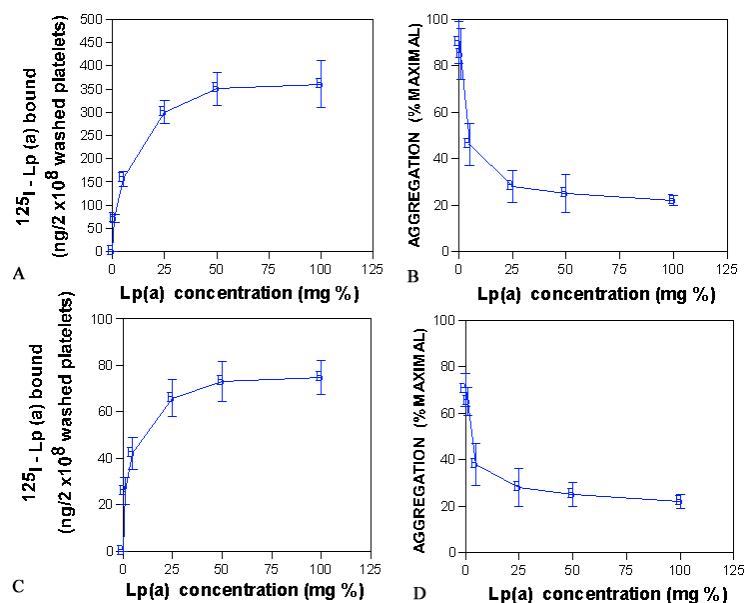 500
450
400
350
300
250
200
150
100
50
0
125I - Lp (a) bound
(ng/2 x10^8 washed platelets)
0 25 50 75 100 125
A
Lp(a) concentration (mg %)
100
80
60
40
20
0
AGGREGATION (% MAXIMAL)
0 25 50 75 100 125
B
Lp(a) concentration (mg %)
100
80
60
40
20
0
125I - Lp (a) bound
(ng/2 x10^8 washed platelets)
0 25 50 75 100 125
C
Lp(a) concentration (mg %)
100
80
60
40
20
0
AGGREGATION (% MAXIMAL)
0 25 50 75 100 125
D
Lp(a) concentration (mg %)